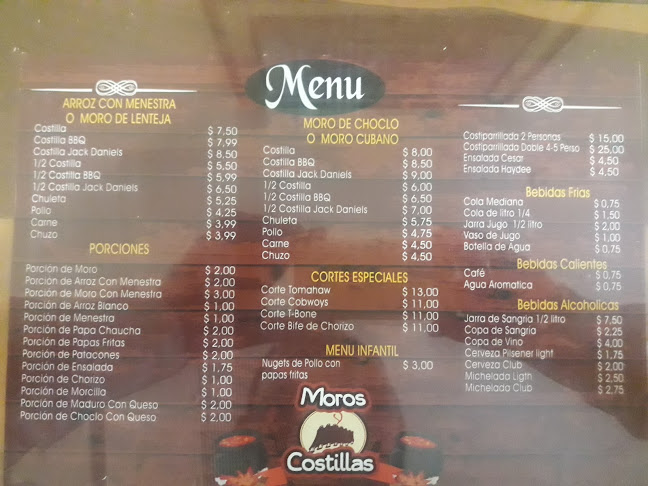 Menu
ARROZ CON MENESTRA
O MORO DE LENTEJA
Costilla $ 7,50
Costilla BBQ $ 7,99
Costilla Jack Daniels $ 8,50
1/2 Costilla $ 5,50
1/2 Costilla BBQ $ 5,99
1/2 Costilla Jack Daniels $ 6,50
Chuleta $ 5,25
Pollo $ 4,25
Carne $ 3,99
Chuzo $ 3,99
PORCIONES
Porción de Moro $ 2,00
Porción de Arroz Con Menestra $ 2,00
Porción de Moro Con Menestra $ 3,00
Porción de Arroz Blanco $ 1,00
Porción de Menestra $ 1,00
Porción de Papa Chaucha $ 2,00
Porción de Papas Fritas $ 2,00
Porción de Patacones $ 2,00
Porción de Ensalada $ 1,75
Porción de Chorizo $ 1,00
Porción de Morcilla $ 1,00
Porción de Maduro Con Queso $ 2,00
Porción de Choclo Con Queso $ 2,00
MORO DE CHOCLO
O MORO CUBANO
Costilla $ 8,00
Costilla BBQ $ 8,50
Costilla Jack Daniels $ 9,00
1/2 Costilla $ 6,00
1/2 Costilla BBQ $ 6,50
1/2 Costilla Jack Daniels $ 7,00
Chuleta $ 5,75
Pollo $ 4,75
Carne $ 4,50
Chuzo $ 4,50
CORTES ESPECIALES
Corte Tomahaw $ 13,00
Corte Cobwoys $ 11,00
Corte T-Bone $ 11,00
Corte Bife de Chorizo $ 11,00
MENU INFANTIL
Nugets de Pollo con $ 3,00
papas fritas
Moros
Costillas
Costiparrillada 2 Personas $ 15,00
Costiparrillada Doble 4-5 Perso $ 25,00
Ensalada Cesar $ 4,50
Ensalada Haydee $ 4,50
Bebidas Frias
Cola Mediana $ 0,75
Cola de litro 1/4 $ 1,50
Jarra Jugo 1/2 litro $ 2,00
Vaso de Jugo $ 1,00
Botella de Agua $ 0,75
Bebidas Calientes
Café $ 0,75
Agua Aromatica $ 0,75
Bebidas Alcoholicas
Jarra de Sangria 1/2 litro $ 7,50
Copa de Sangria $ 2,25
Copa de Vino $ 4,00
Cerveza Pilsener light $ 1,75
Cerveza Club $ 2,00
Michelada Ligth $ 2,50
Michelada Club $ 2,75